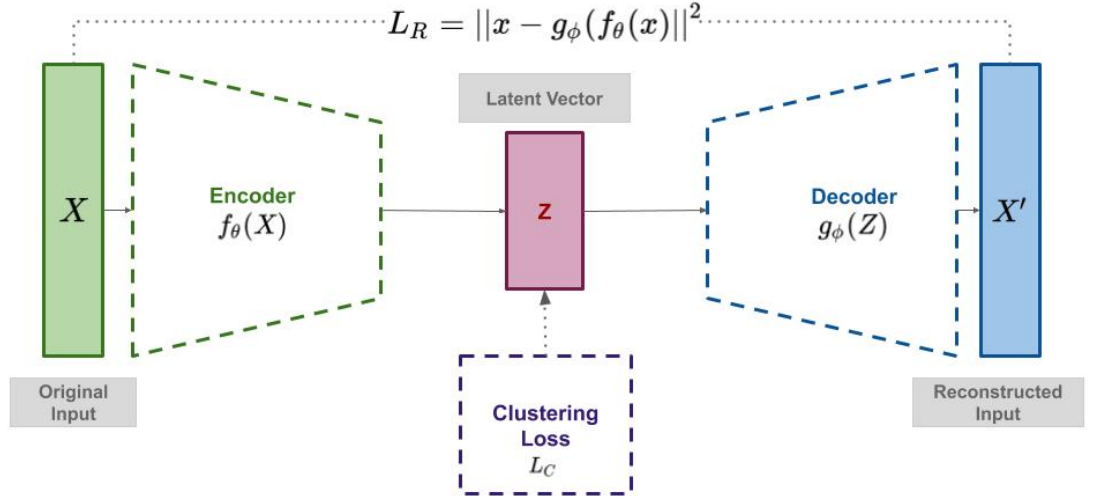 L_R = ||x − g_ϕ(f_θ(x)||²
Latent Vector
X
Encoder
f_θ(X)
Z
Decoder
g_ϕ(Z)
X′
Original
Input
Clustering
Loss
L_C
Reconstructed
Input